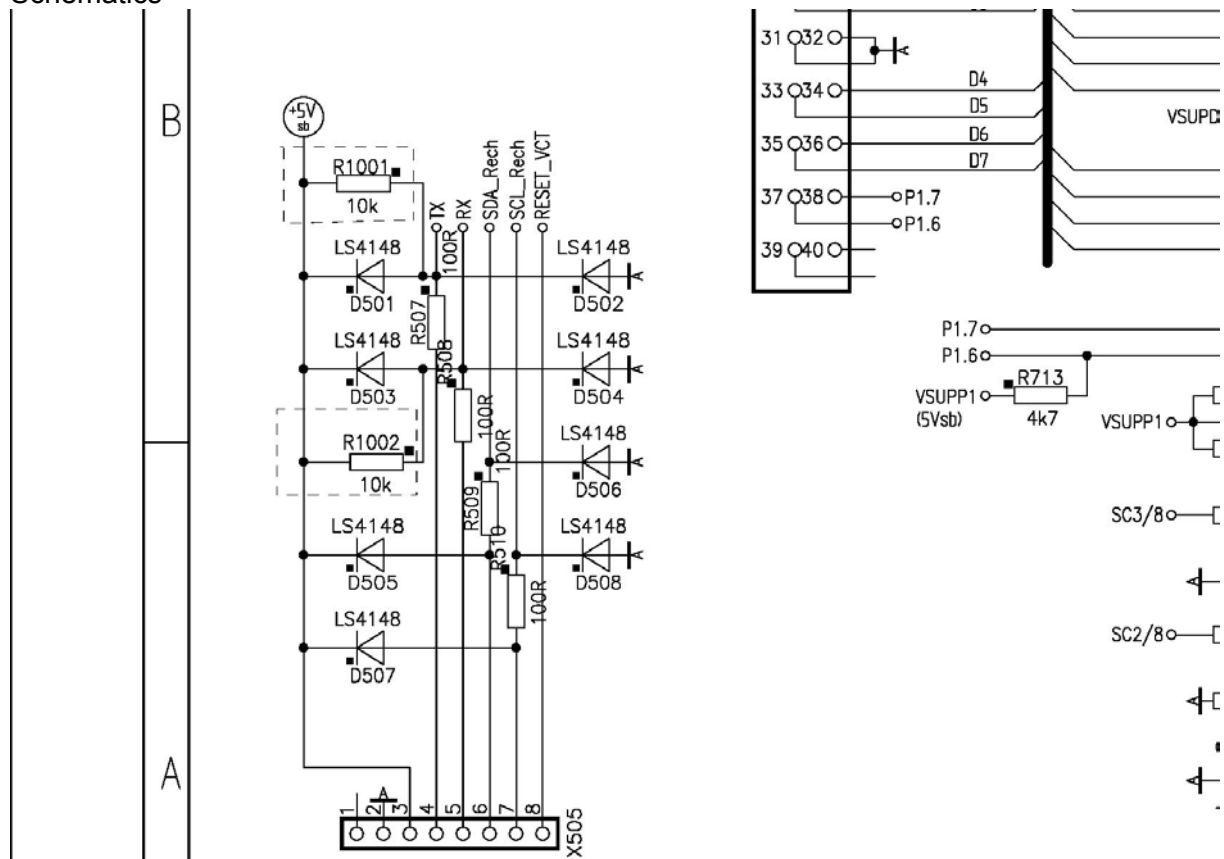 Schematics
B
+5V
sb
R1001
10k
TX
RX
SDA_Rech
SCL_Rech
RESET_VCT
LS4148
D501
100R
R507
LS4148
D502
LS4148
D503
R508
100R
LS4148
D504
R1002
10k
100R
R509
LS4148
D506
LS4148
D505
R510
100R
LS4148
D508
LS4148
D507
A
A
1
2
3
4
5
6
7
8
X505
31 32
A
33 34
D4
D5
35 36
D6
D7
37 38
P1.7
P1.6
39 40
P1.7
P1.6
R713
VSUPP1
(5Vsb)
4k7
VSUPP1
SC3/8
SC2/8